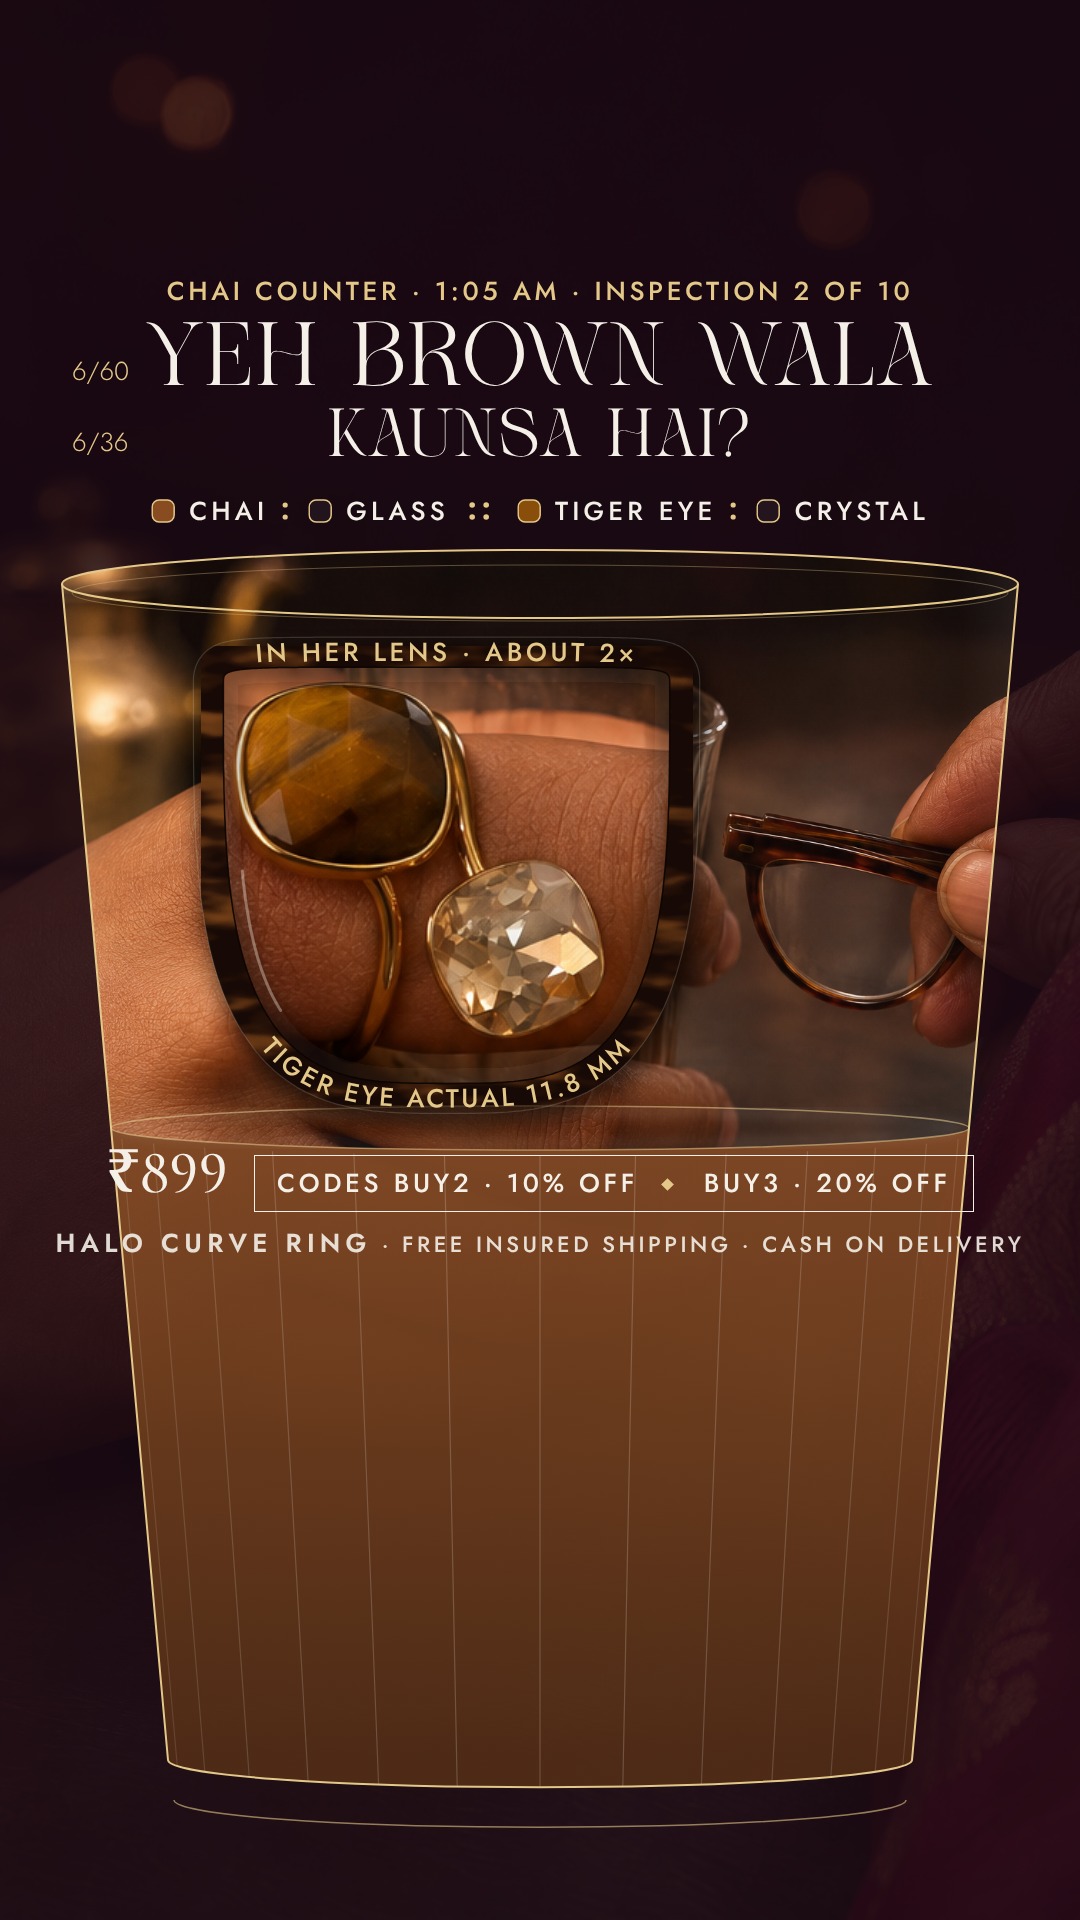 CHAI COUNTER · 1:05 AM · INSPECTION 2 OF 10
6/60 YEH BROWN WALA
6/36 KAUNSA HAI?
CHAI : GLASS :: TIGER EYE : CRYSTAL
IN HER LENS · ABOUT 2×
TIGER EYE ACTUAL 11.8 MM
₹899 CODES BUY2 · 10% OFF ◆ BUY3 · 20% OFF
HALO CURVE RING · FREE INSURED SHIPPING · CASH ON DELIVERY